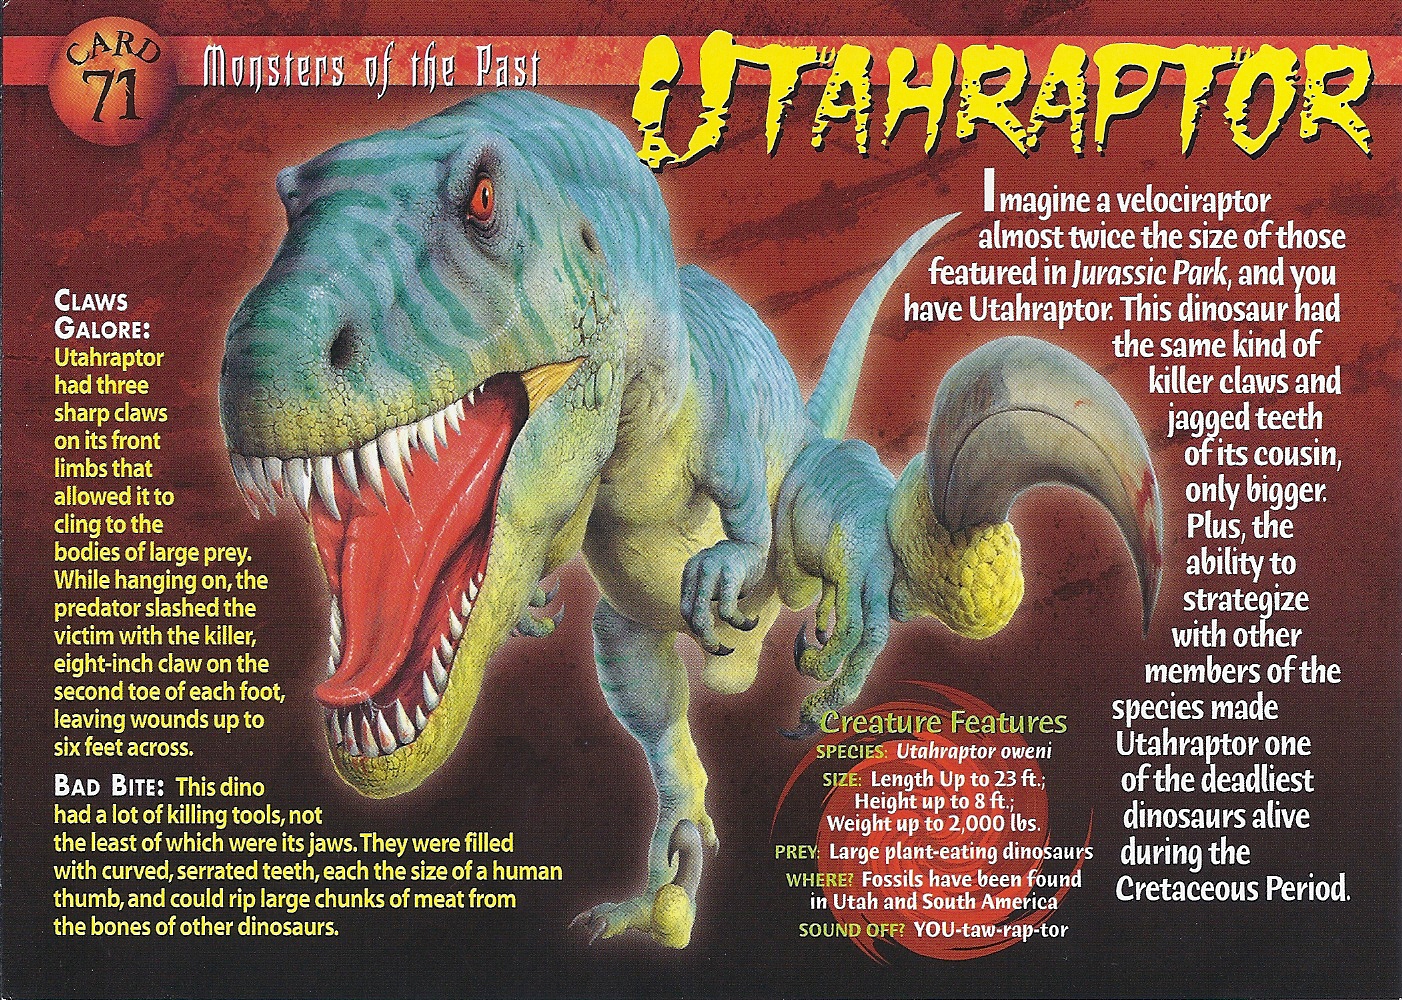 CARD
71
Monsters of the Past
UTAHRAPTOR
Imagine a velociraptor
almost twice the size of those
featured in Jurassic Park, and you
have Utahraptor. This dinosaur had
the same kind of
killer claws and
jagged teeth
of its cousin,
only bigger.
Plus, the
ability to
strategize
with other
members of the
species made
Utahraptor one
of the deadliest
dinosaurs alive
during the
Cretaceous Period.
CLAWS
GALORE:
Utahraptor
had three
sharp claws
on its front
limbs that
allowed it to
cling to the
bodies of large prey.
While hanging on, the
predator slashed the
victim with the killer,
eight-inch claw on the
second toe of each foot,
leaving wounds up to
six feet across.
BAD BITE: This dino
had a lot of killing tools, not
the least of which were its jaws. They were filled
with curved, serrated teeth, each the size of a human
thumb, and could rip large chunks of meat from
the bones of other dinosaurs.
Creature Features
SPECIES: Utahraptor oweni
SIZE: Length Up to 23 ft.;
Height up to 8 ft.;
Weight up to 2,000 lbs.
PREY: Large plant-eating dinosaurs
WHERE? Fossils have been found
in Utah and South America
SOUND OFF? YOU-taw-rap-tor